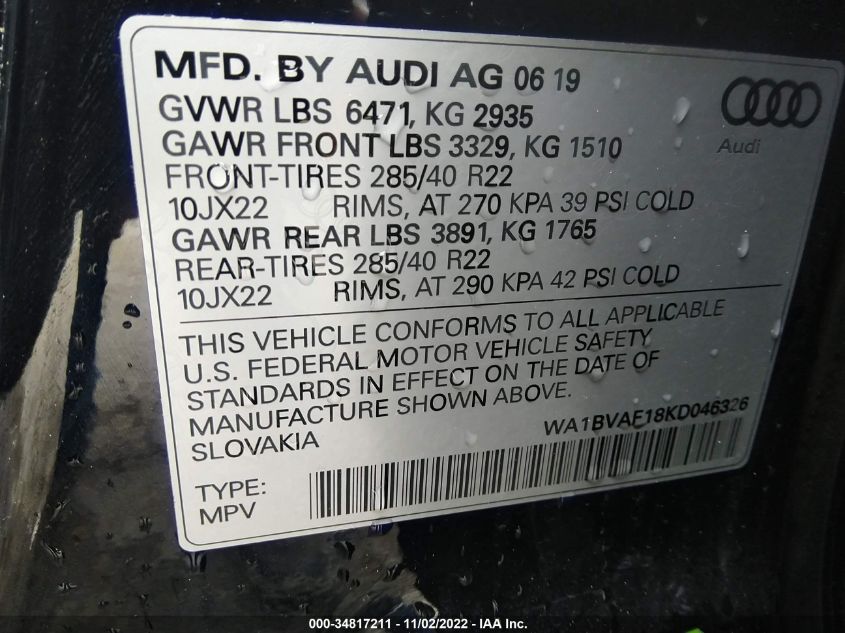 MFD. BY AUDI AG 06 19
GVWR LBS 6471, KG 2935
GAWR FRONT LBS 3329, KG 1510
FRONT-TIRES 285/40 R22
10JX22 RIMS, AT 270 KPA 39 PSI COLD
GAWR REAR LBS 3891, KG 1765
REAR-TIRES 285/40 R22
10JX22 RIMS, AT 290 KPA 42 PSI COLD
Audi
THIS VEHICLE CONFORMS TO ALL APPLICABLE
U.S. FEDERAL MOTOR VEHICLE SAFETY
STANDARDS IN EFFECT ON THE DATE OF
MANUFACTURE SHOWN ABOVE.
SLOVAKIA
WA1BVAF18KD046326
TYPE:
MPV
000-34817211 - 11/02/2022 - IAA Inc.